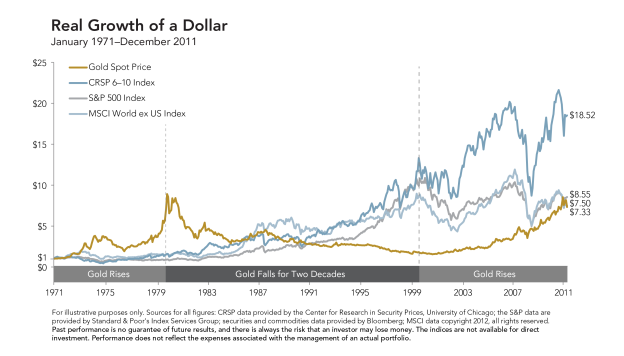 Real Growth of a Dollar
January 1971–December 2011
$25
Gold Spot Price
CRSP 6–10 Index
$20
S&P 500 Index
MSCI World ex US Index
$18.52
$15
$10
$8.55
$7.50
$7.33
$5
$1
$0
Gold Rises
Gold Falls for Two Decades
Gold Rises
1971 1975 1979 1983 1987 1991 1995 1999 2003 2007 2011
For illustrative purposes only. Sources for all figures: CRSP data provided by the Center for Research in Security Prices, University of Chicago; the S&P data are
provided by Standard & Poor's Index Services Group; securities and commodities data provided by Bloomberg; MSCI data copyright 2012, all rights reserved.
Past performance is no guarantee of future results, and there is always the risk that an investor may lose money. The indices are not available for direct
investment. Performance does not reflect the expenses associated with the management of an actual portfolio.